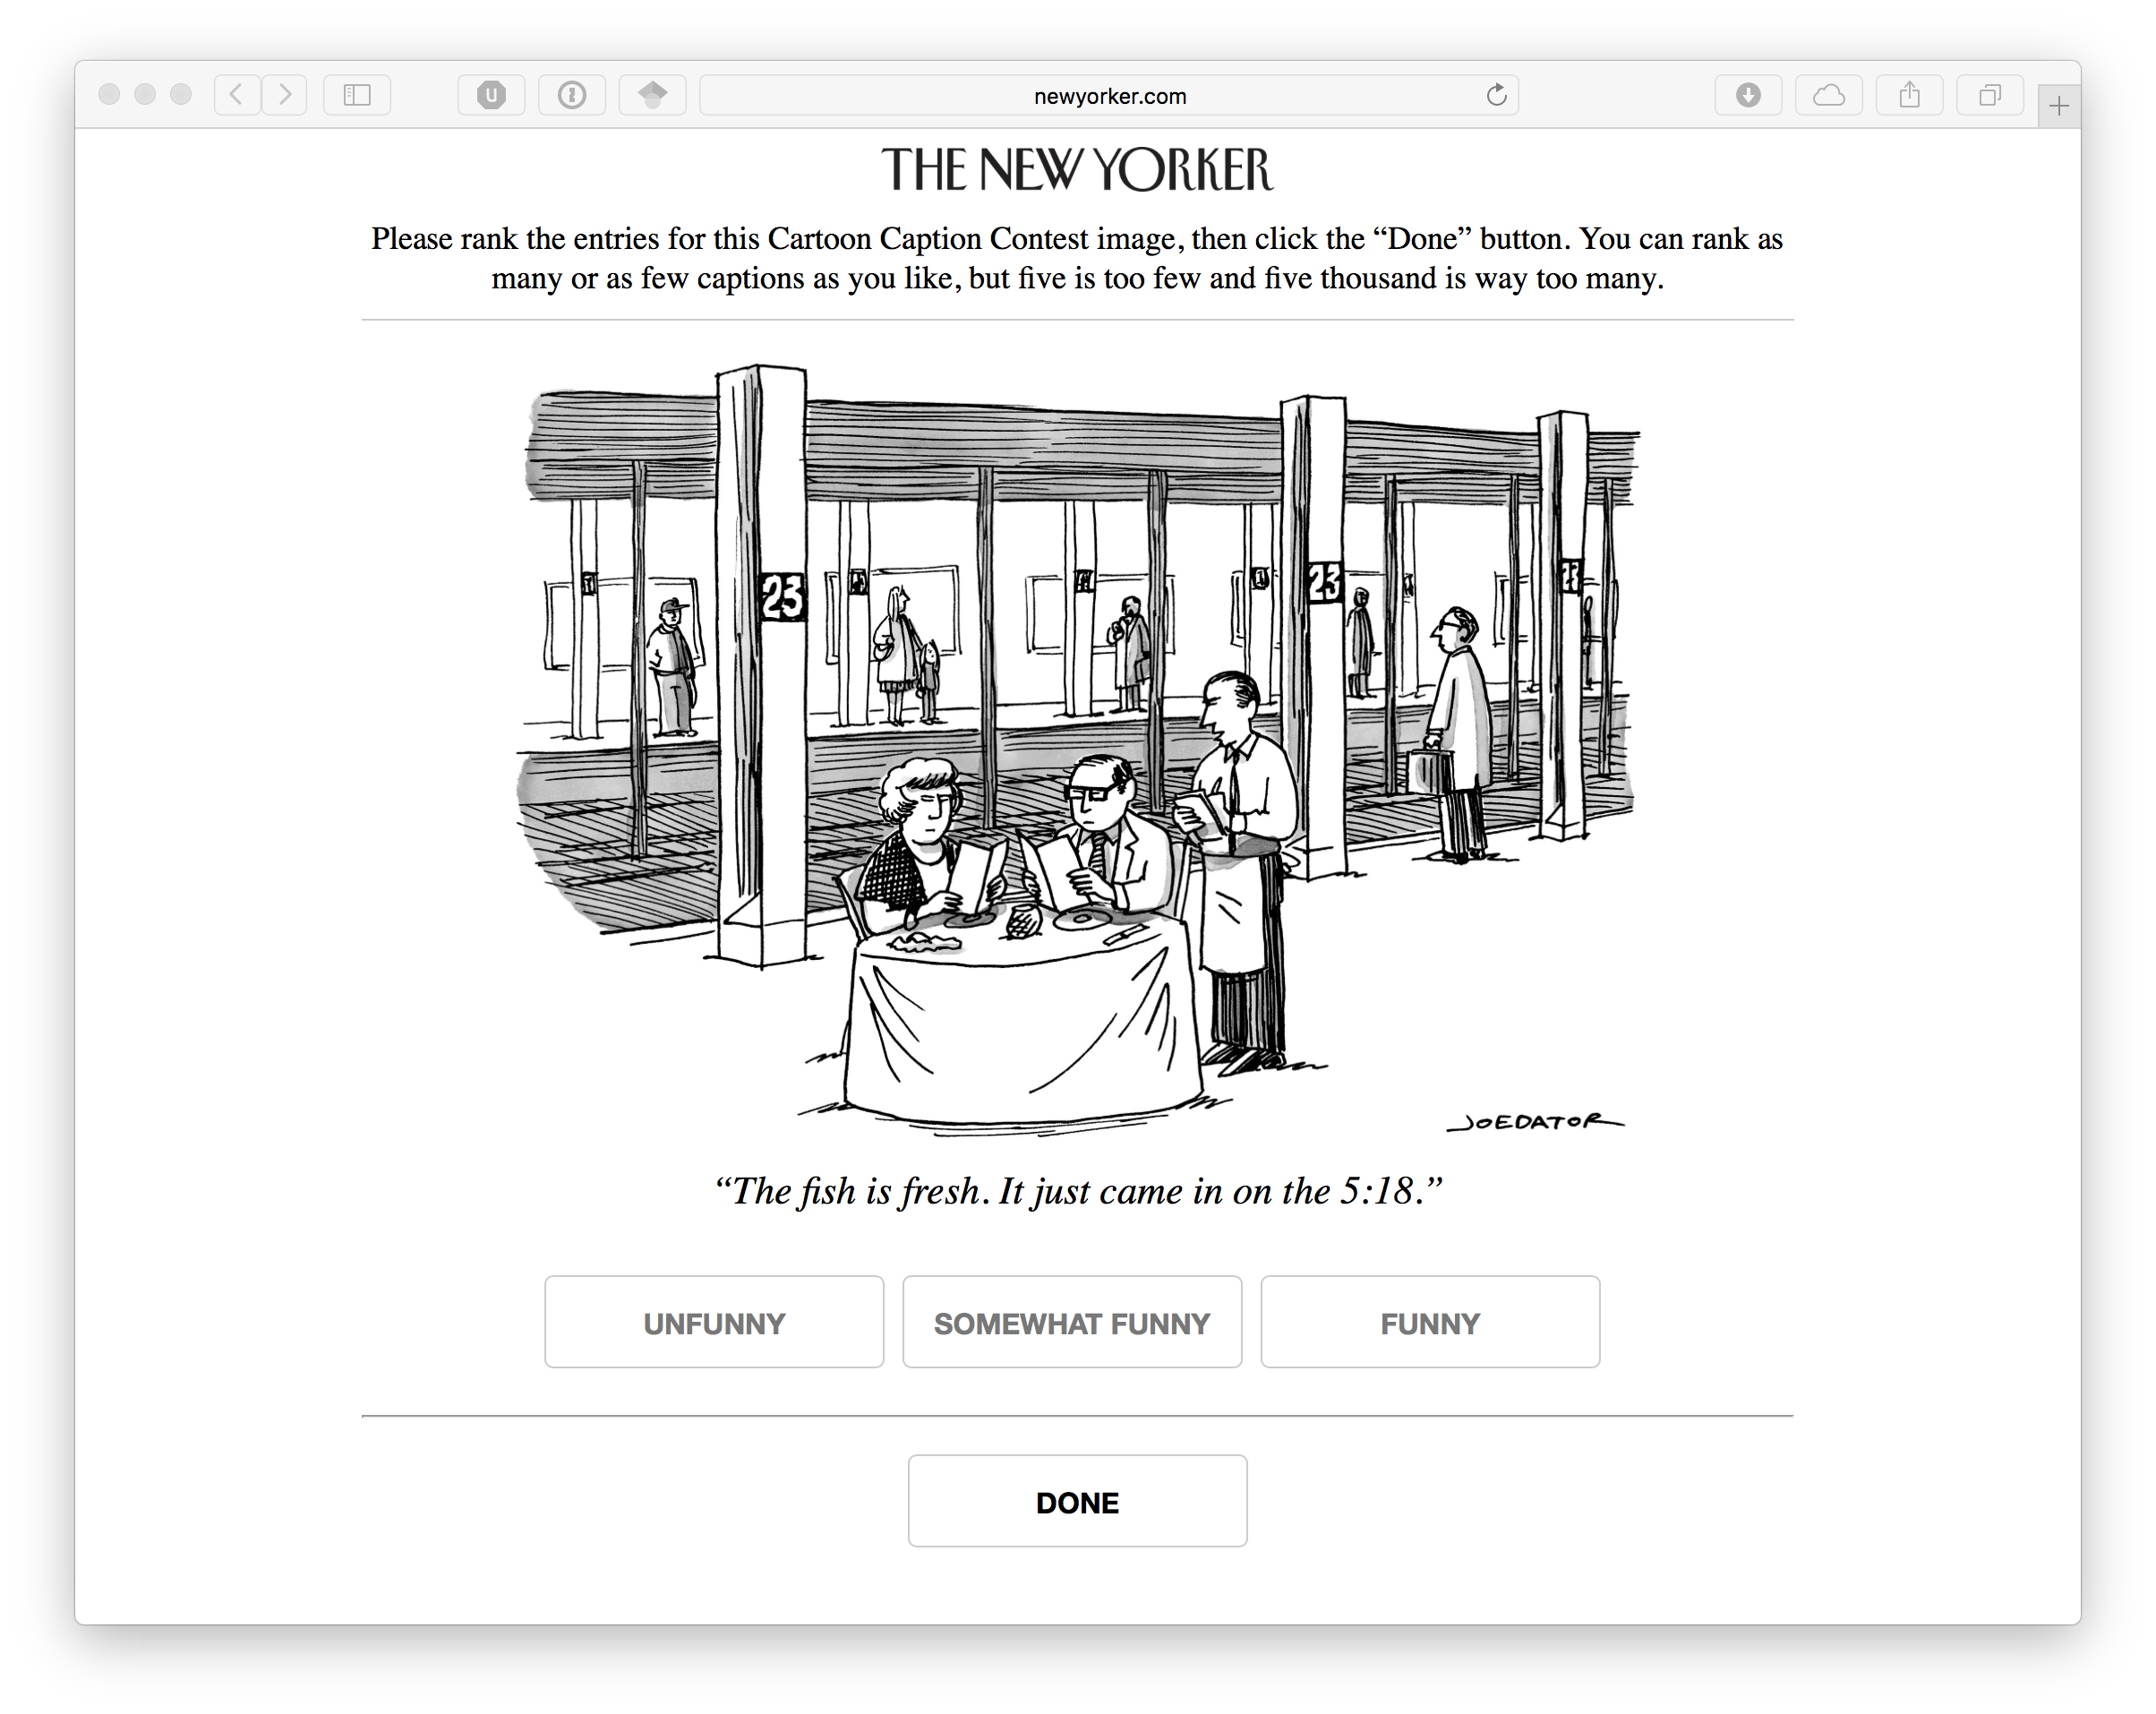 newyorker.com
THE NEW YORKER
Please rank the entries for this Cartoon Caption Contest image, then click the “Done” button. You can rank as
many or as few captions as you like, but five is too few and five thousand is way too many.
23
23
23
JOEDATOR
“The fish is fresh. It just came in on the 5:18.”
UNFUNNY
SOMEWHAT FUNNY
FUNNY
DONE